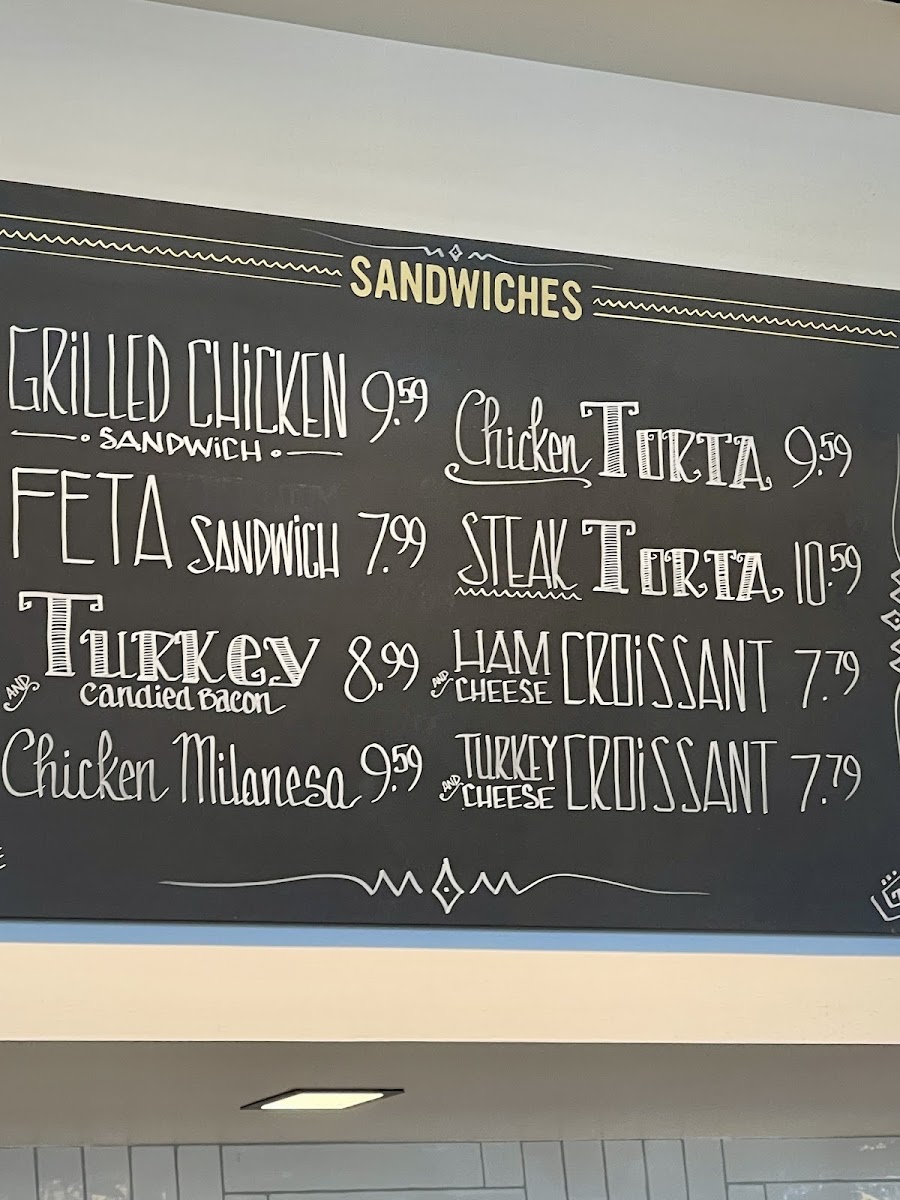 SANDWICHES
GRiLLED CHiCKEN 9.59
SANDWiCH
FETA SANDWiCH 7.99
TURKEY 8.99
AND Candied Bacon
Chicken Milanesa 9.59
Chicken TORTA 9.59
STEAK TORTA 10.59
HAM AND CHEESE CROiSSANT 7.79
TURKEY AND CHEESE CROiSSANT 7.79